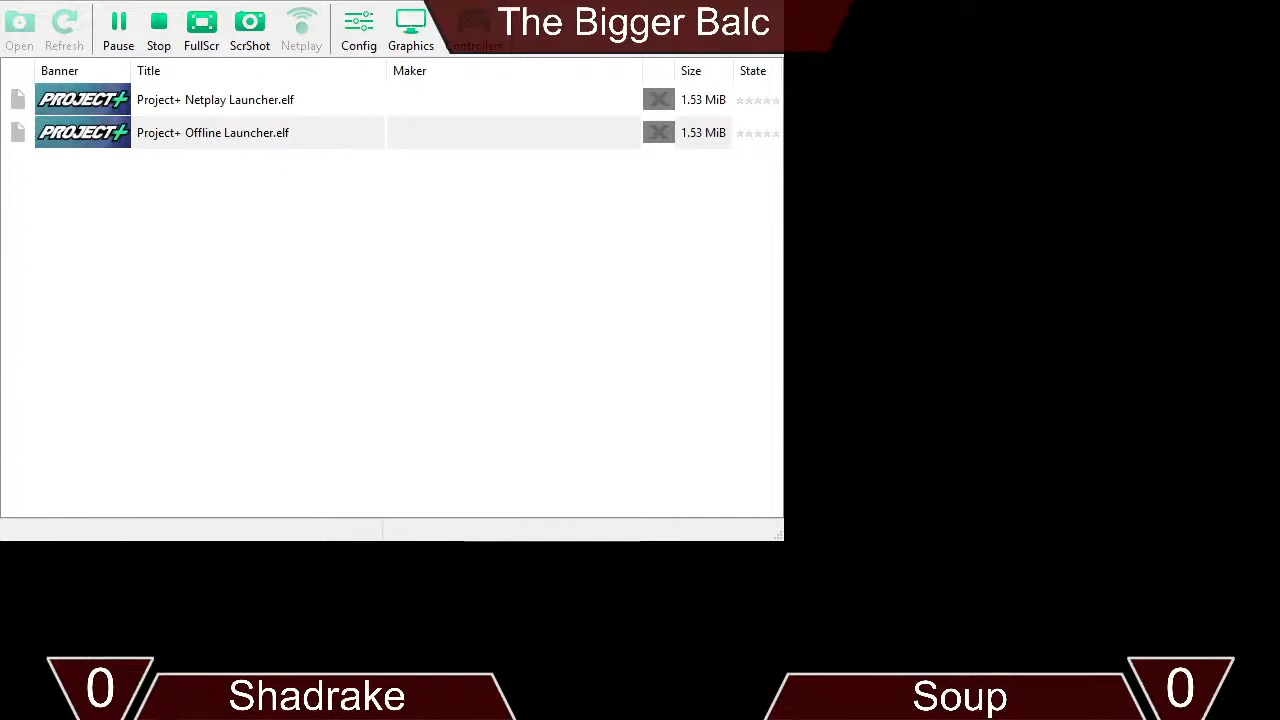 The Bigger Balc
Open Refresh Pause Stop FullScr ScrShot Netplay Config Graphics Controllers
Banner Title Maker Size State
PROJECT+ Project+ Netplay Launcher.elf 1.53 MiB
PROJECT+ Project+ Offline Launcher.elf 1.53 MiB
0 Shadrake Soup 0